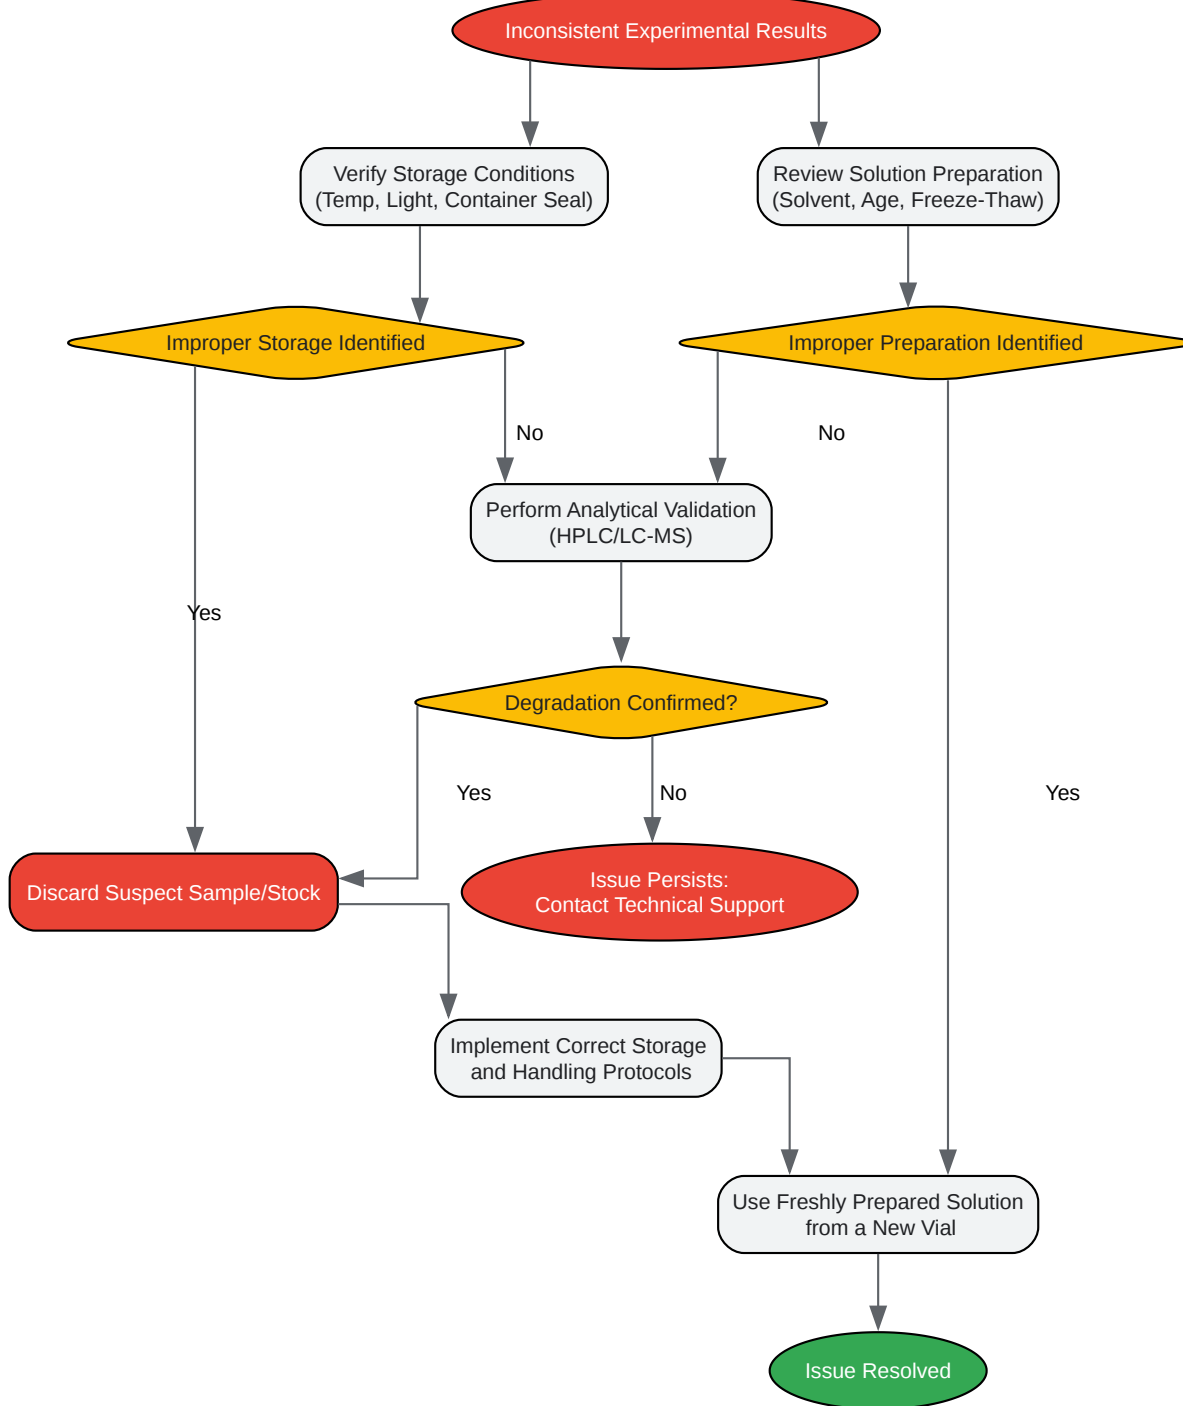 Inconsistent Experimental Results
Verify Storage Conditions
(Temp, Light, Container Seal)
Review Solution Preparation
(Solvent, Age, Freeze-Thaw)
Improper Storage Identified
Improper Preparation Identified
No
No
Perform Analytical Validation
(HPLC/LC-MS)
Yes
Degradation Confirmed?
Yes
No
Yes
Discard Suspect Sample/Stock
Issue Persists:
Contact Technical Support
Implement Correct Storage
and Handling Protocols
Use Freshly Prepared Solution
from a New Vial
Issue Resolved